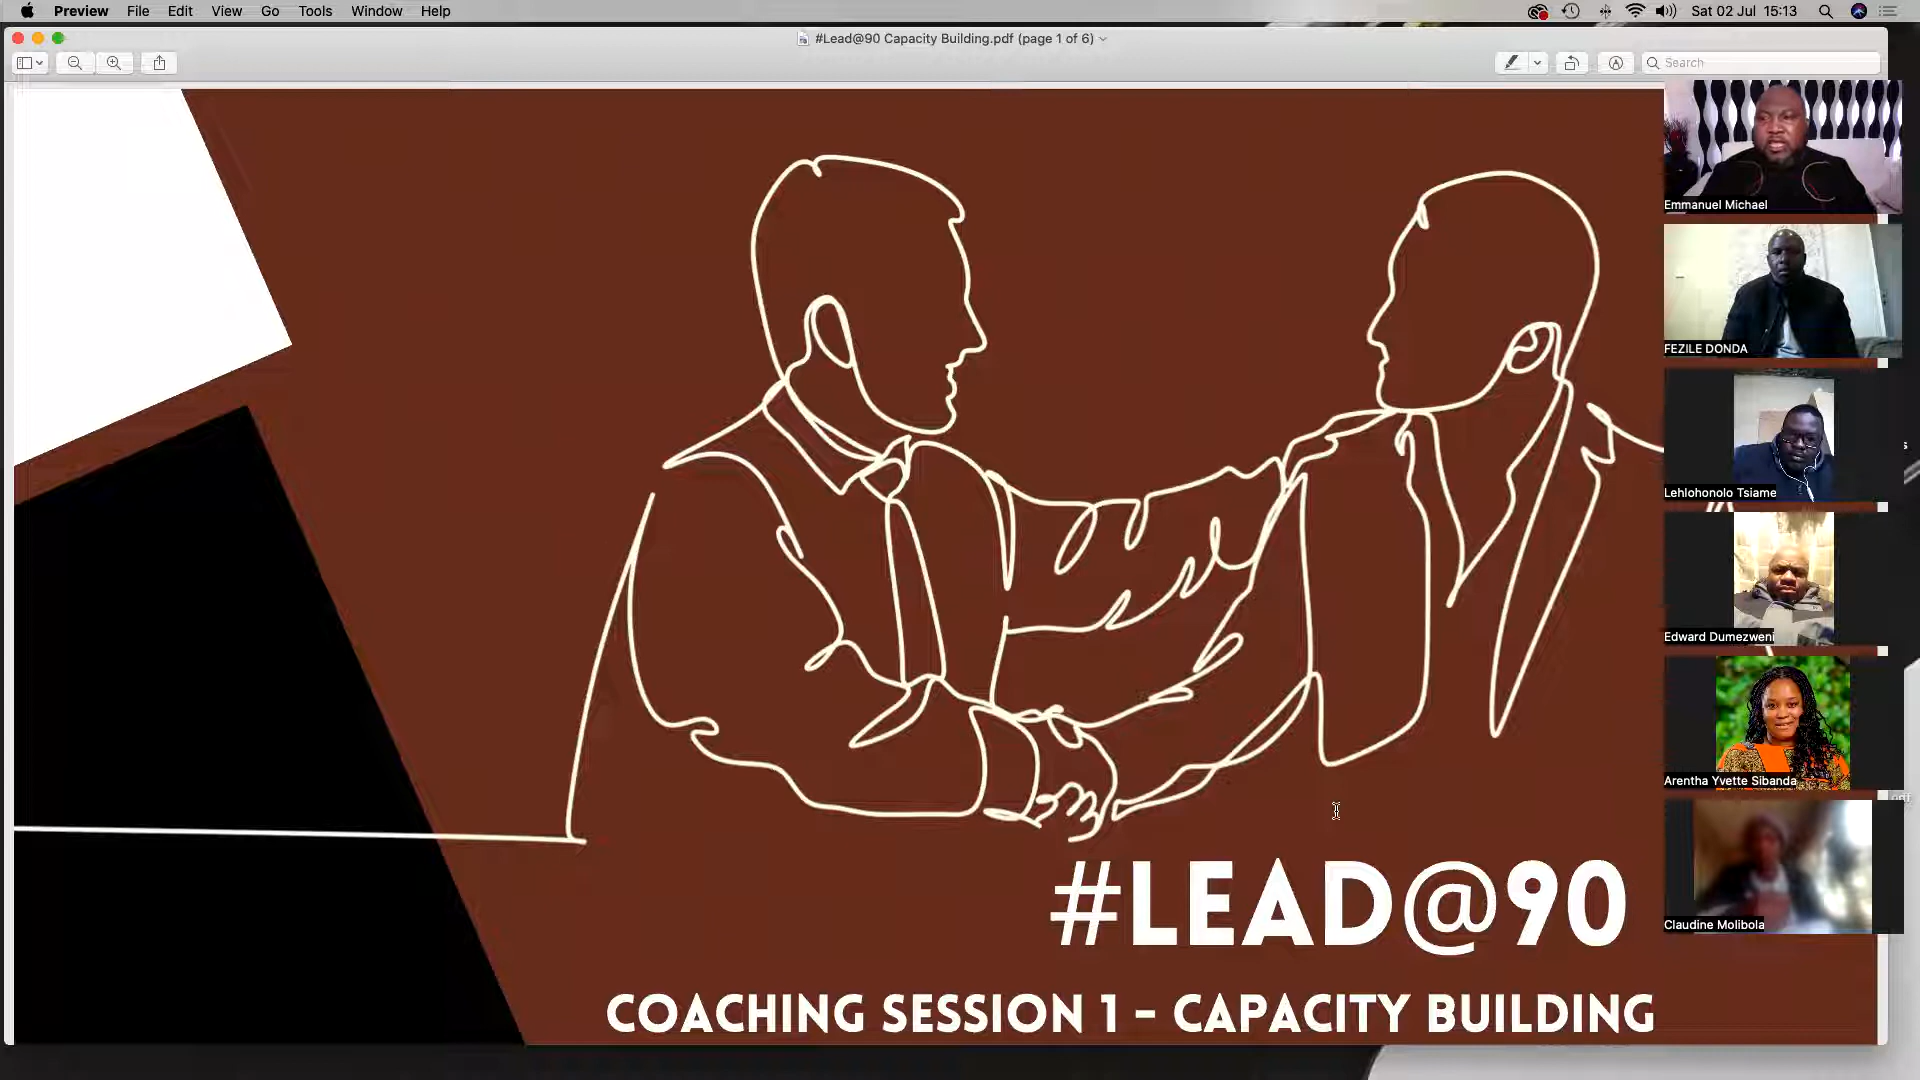 Preview File Edit View Go Tools Window Help Sat 02 Jul 15:13
#Lead@90 Capacity Building.pdf (page 1 of 6)
Search
Emmanuel Michael
FEZILE DONDA
Lehlohonolo Tsiame
Edward Dumezweni
Arentha Yvette Sibanda
Claudine Molibola
#LEAD@90
COACHING SESSION 1 - CAPACITY BUILDING